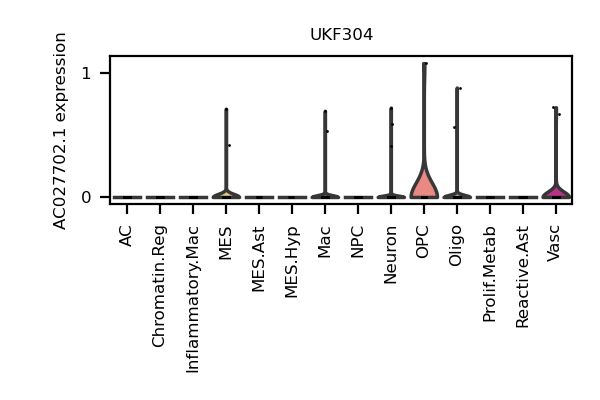 UKF304
AC027702.1 expression
1
0
AC
Chromatin.Reg
Inflammatory.Mac
MES
MES.Ast
MES.Hyp
Mac
NPC
Neuron
OPC
Oligo
Prolif.Metab
Reactive.Ast
Vasc